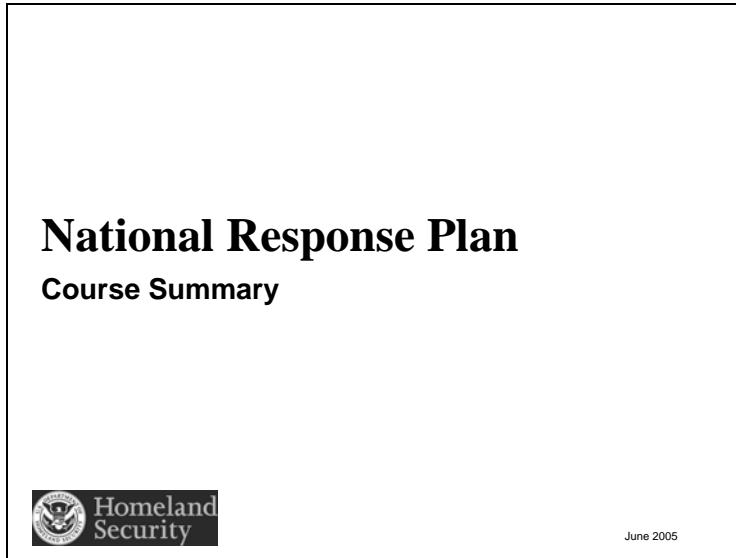 National Response Plan
Course Summary
Homeland
Security
June 2005